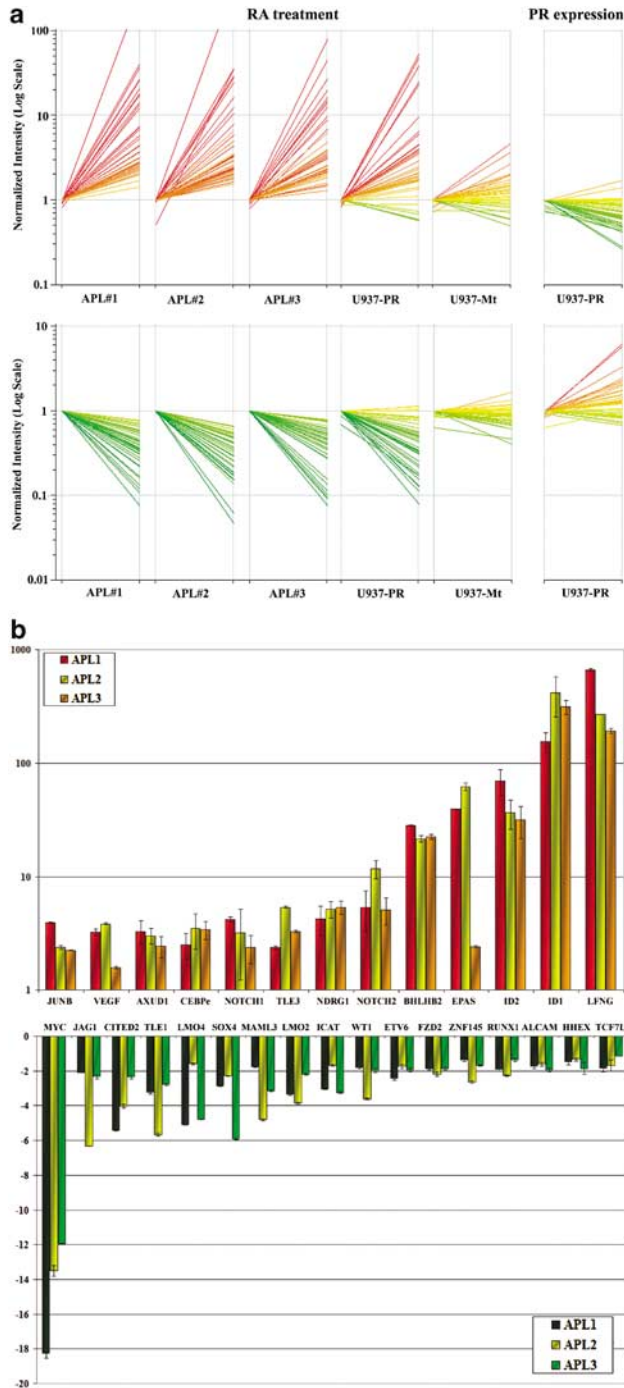 a
RA treatment
PR expression
Normalized Intensity (Log Scale)
100
10
1
0.1
APL#1
APL#2
APL#3
U937-PR
U937-Mt
U937-PR
Normalized Intensity (Log Scale)
10
1
0.1
0.01
APL#1
APL#2
APL#3
U937-PR
U937-Mt
U937-PR
b
1000
100
10
1
APL1
APL2
APL3
JUNB VEGF AXUD1 CEBPe NOTCH1 TLE3 NDRG1 NOTCH2 BHLHB2 EPAS ID2 ID1 LFNG
MYC JAG1 CITED2 TLE1 LMO4 SOX4 MAML3 LMO2 ICAT WT1 ETV6 FZD2 ZNF145 RUNX1 ALCAM HHEX TCF7L
0
-2
-4
-6
-8
-10
-12
-14
-16
-18
-20
APL1
APL2
APL3